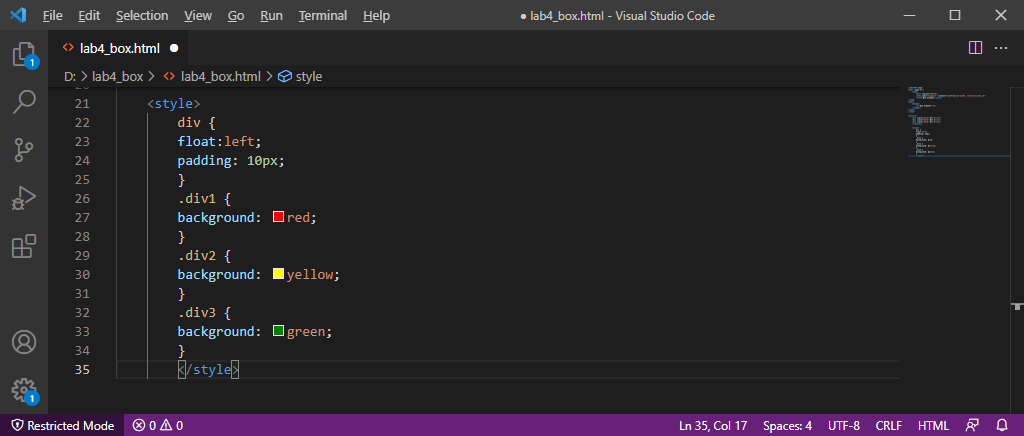 File Edit Selection View Go Run Terminal Help ● lab4_box.html - Visual Studio Code
<> lab4_box.html ●
1
D: > lab4_box > <> lab4_box.html > style
21 <style>
22 div {
23 float:left;
24 padding: 10px;
25 }
26 .div1 {
27 background: red;
28 }
29 .div2 {
30 background: yellow;
31 }
32 .div3 {
33 background: green;
34 }
35 </style>
1
Restricted Mode 0 0 Ln 35, Col 17 Spaces: 4 UTF-8 CRLF HTML